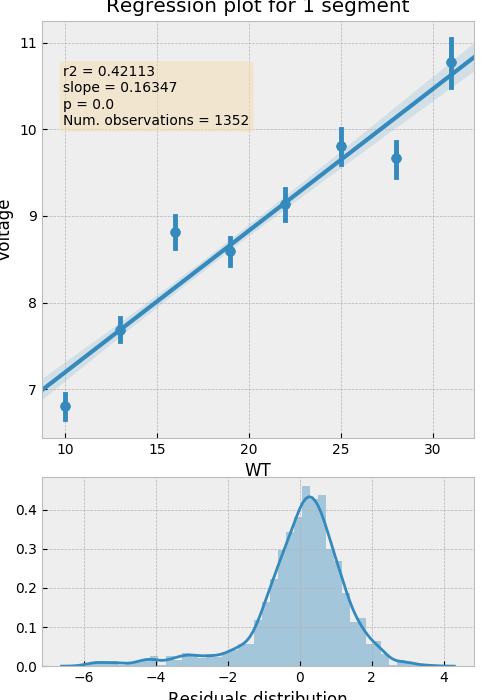 Regression plot for 1 segment
11
10
9
8
7
r2 = 0.42113
slope = 0.16347
p = 0.0
Num. observations = 1352
Voltage
10 15 20 25 30
WT
0.4
0.3
0.2
0.1
0.0
−6 −4 −2 0 2 4
Residuals distribution